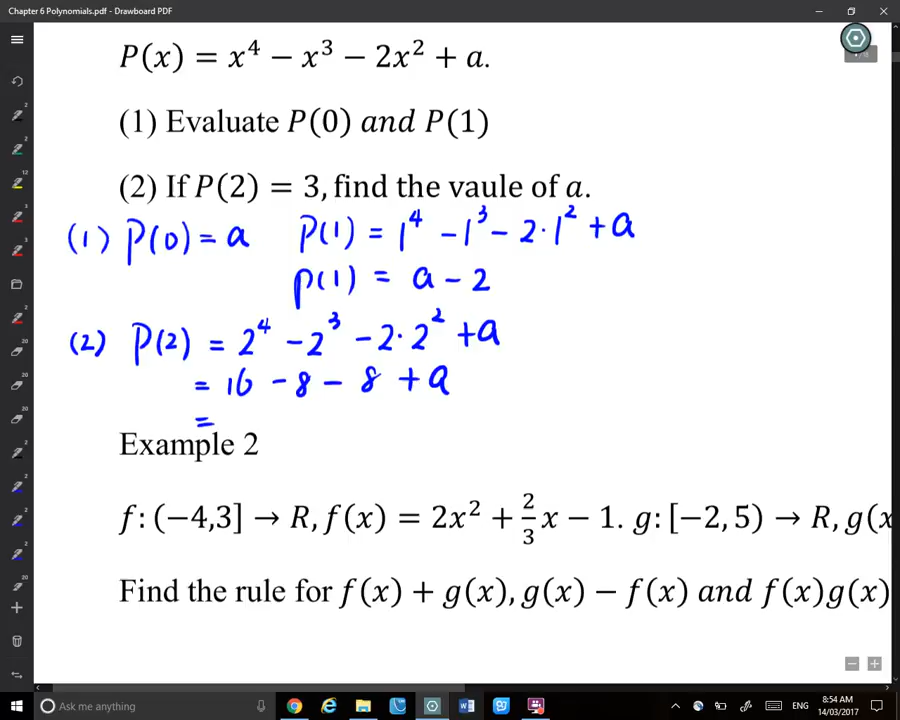 Chapter 6 Polynomials.pdf - Drawboard PDF
P(x) = x⁴ − x³ − 2x² + a.
(1) Evaluate P(0) and P(1)
(2) If P(2) = 3, find the vaule of a.
(1) P(0) = a P(1) = 1⁴ − 1³ − 2·1² + a
P(1) = a − 2
(2) P(2) = 2⁴ − 2³ − 2·2² + a
= 16 − 8 − 8 + a
=
Example 2
f: (−4,3] → R, f(x) = 2x² + 2/3 x − 1. g: [−2,5) → R, g(x
Find the rule for f(x) + g(x), g(x) − f(x) and f(x)g(x)
Ask me anything
ENG
8:54 AM
14/03/2017